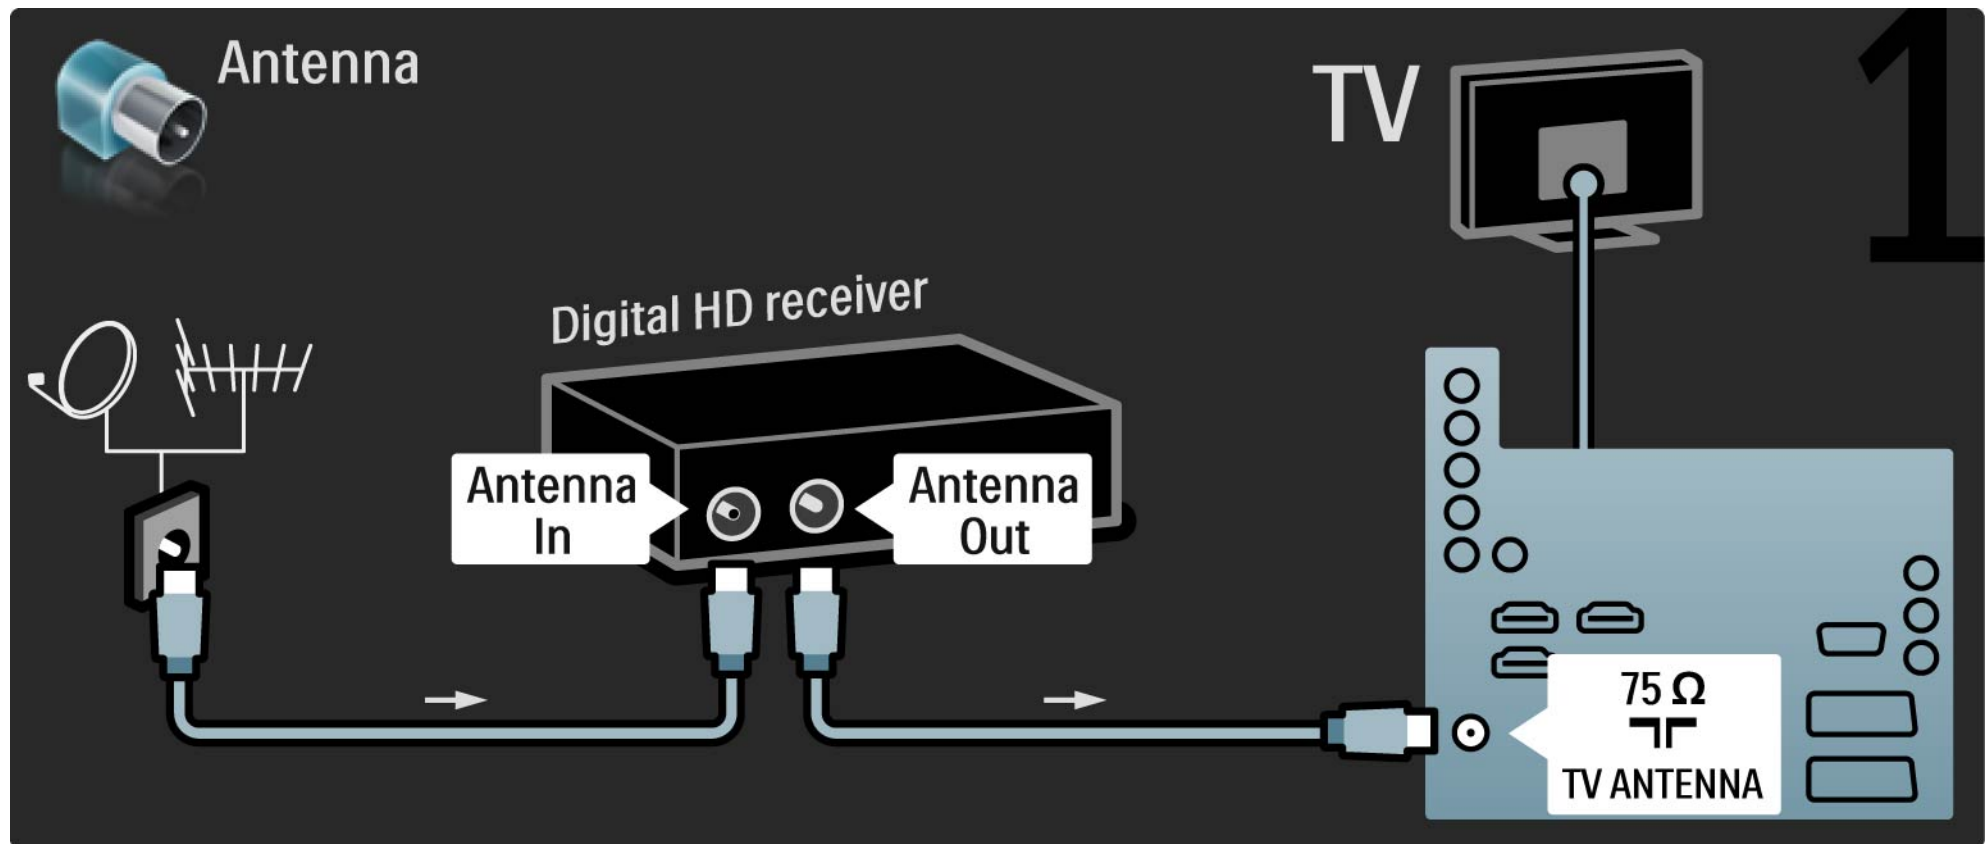 Antenna
TV
1
Digital HD receiver
Antenna
In
Antenna
Out
75 Ω
TV ANTENNA